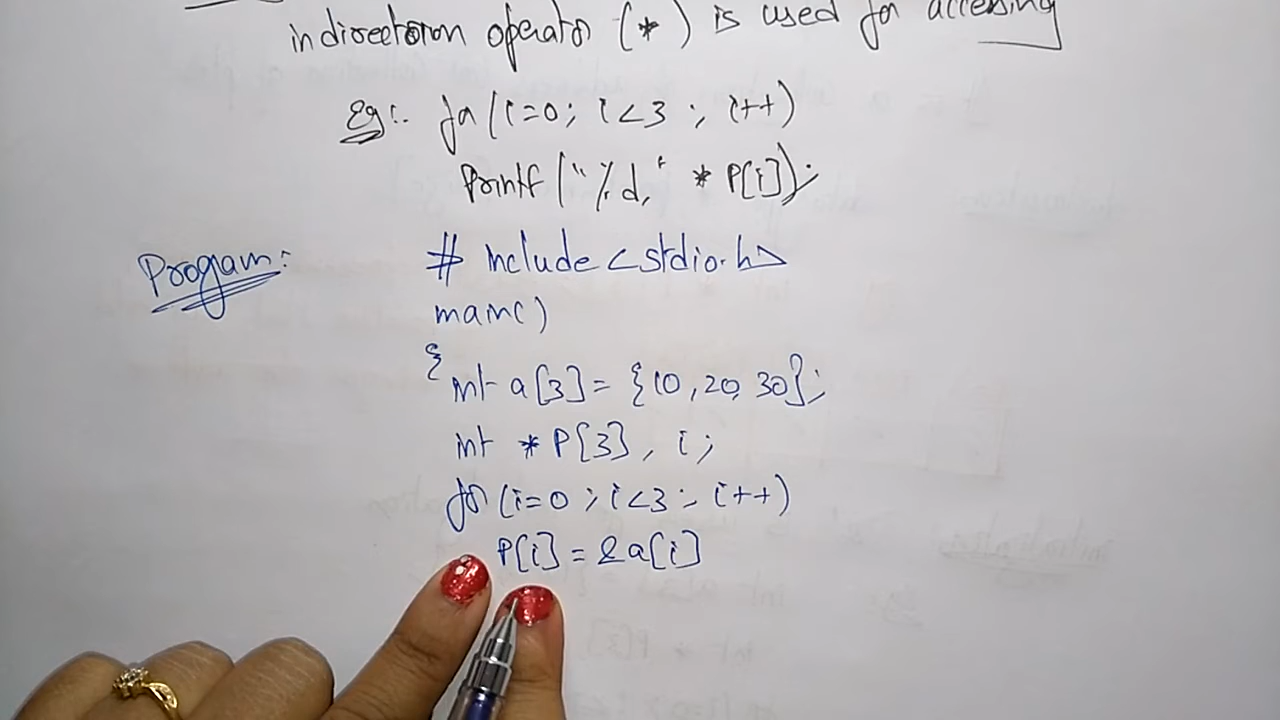 indirection operator (*) is used for accessing
Eg:. for (i=0; i<3 ; i++)
Printf ("%d," * P[i]);
Program:
# include <stdio.h>
main()
{
int a[3] = {10, 20, 30};
int * P[3], i;
for (i=0 ; i<3 ; i++)
P[i] = &a[i]